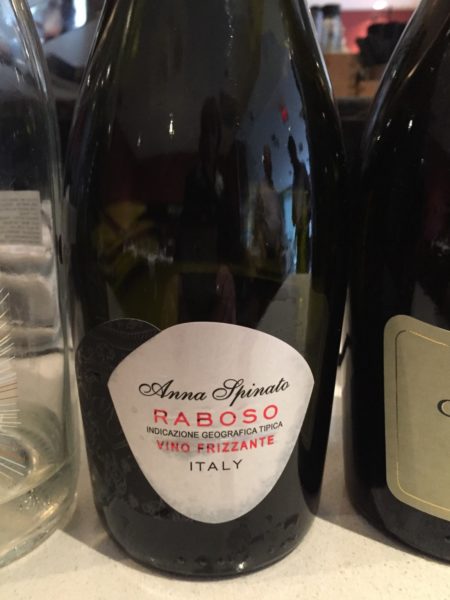 Anna Spinato
RABOSO
INDICAZIONE GEOGRAFICA TIPICA
VINO FRIZZANTE
ITALY